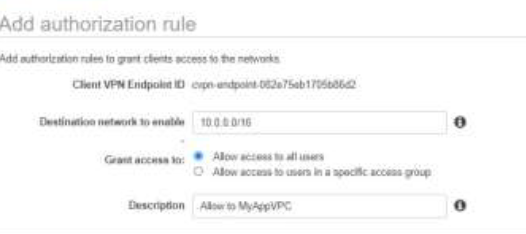 Add authorization rule
Add authorization rules to grant clients access to the networks.
Client VPN Endpoint ID cvpn-endpoint-082e75eb1705b86d2
Destination network to enable 10.0.0.0/16
Grant access to: Allow access to all users
Allow access to users in a specific access group
Description Allow to MyAppVPC